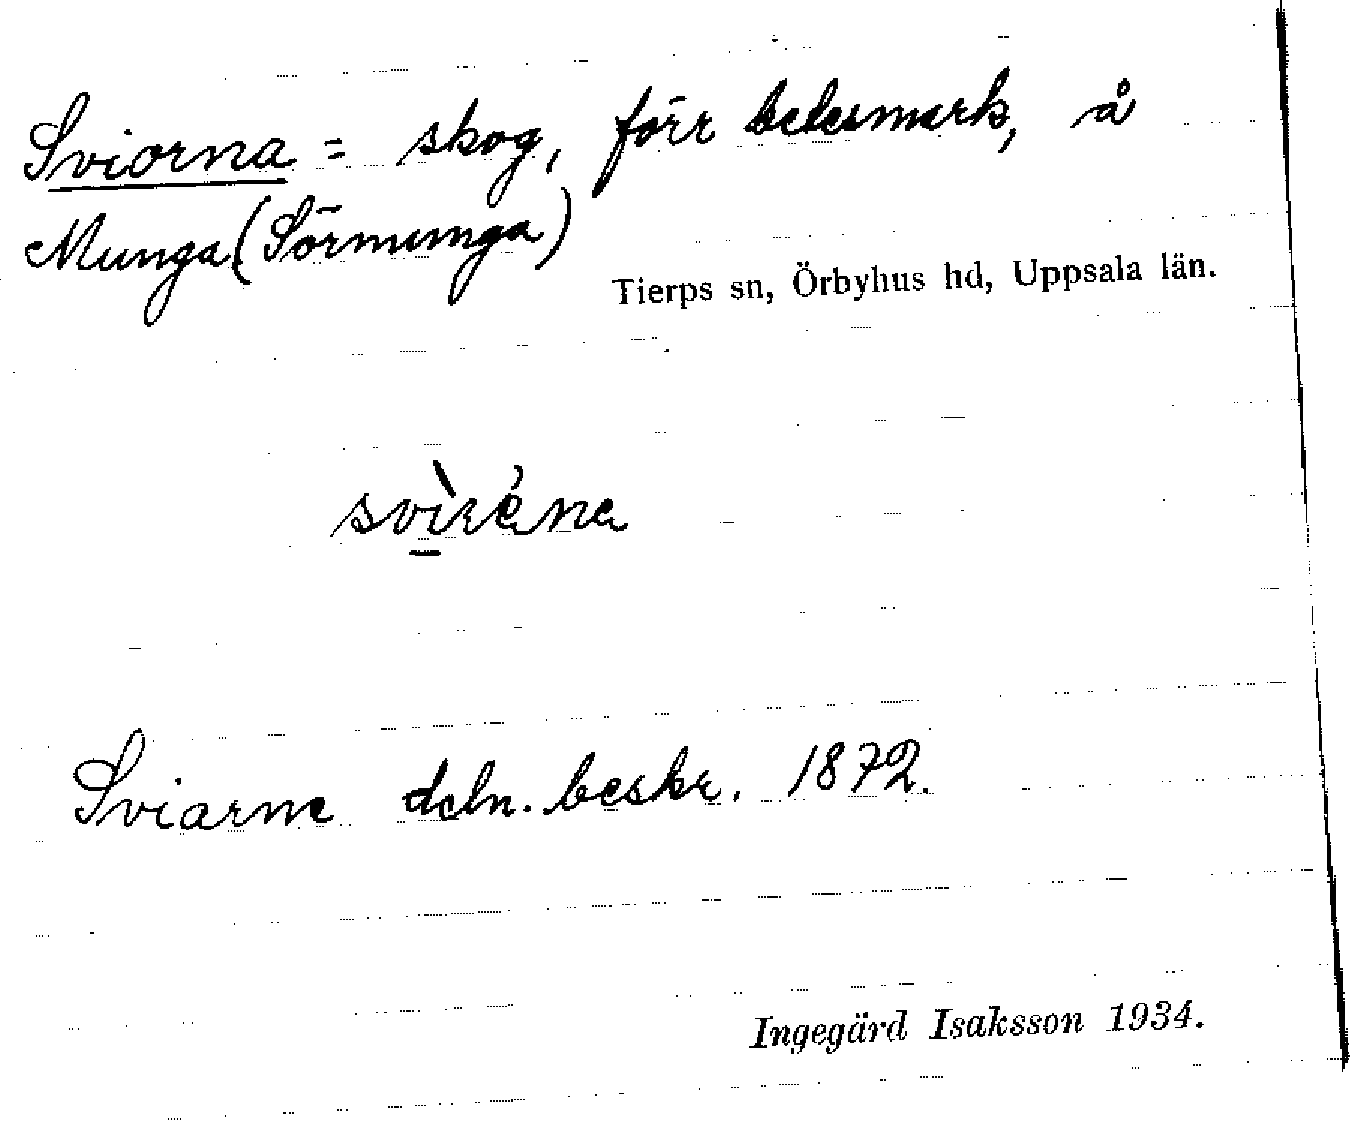 Sviorna = skog, förr betesmark, å
Munga (Sörmunga)
Tierps sn, Örbyhus hd, Uppsala län.
Sviarne deln. beskr. 1872.
Ingegärd Isaksson 1934.